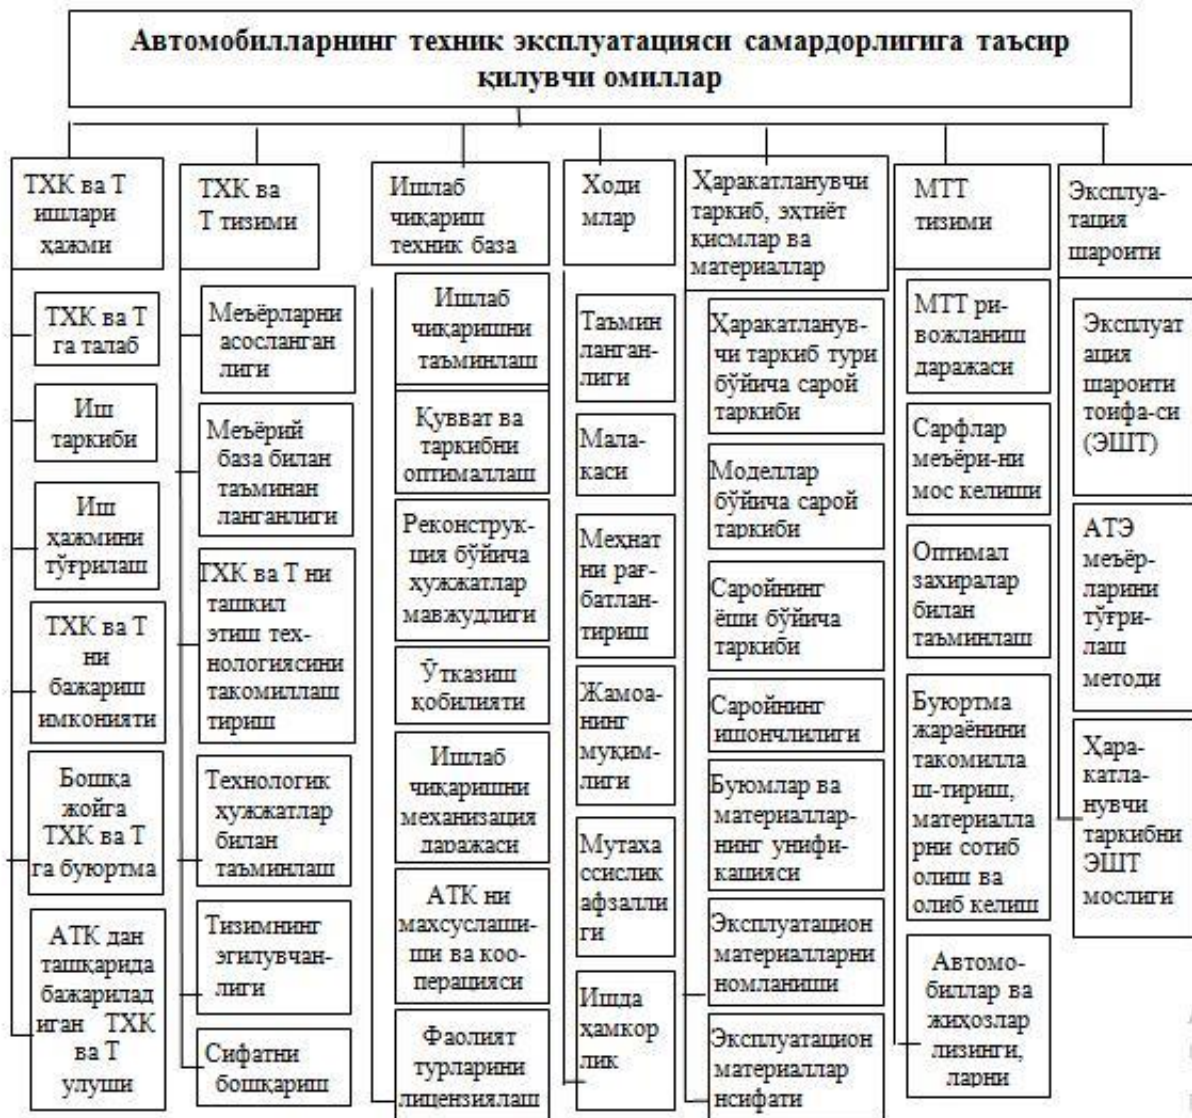 Автомобилларнинг техник эксплуатацияси самардорлигига таъсир
қилувчи омиллар
ТХК ва Т
ишлари
ҳажми
ТХК ва Т
га талаб
Иш
таркиби
Иш
ҳажмини
тўғрилаш
ТХК ва Т
ни
бажариш
имконияти
Бошқа
жойга
ТХК ва Т
га буюртма
АТК дан
ташқарида
бажарилад
иган ТХК
ва Т
улуши
ТХК ва
Т тизими
Меъёрларни
асосланган
лиги
Меъёрий
база билан
таъминан
ланганлиги
ТХК ва Т ни
ташкил
этиш тех-
нологиясини
такомиллаш
тириш
Технологик
ҳужжатлар
билан
таъминлаш
Тизимнинг
эгилувчан-
лиги
Сифатни
бошқариш
Ишлаб
чиқариш
техник база
Ишлаб
чиқаришни
таъминлаш
Қувват ва
таркибни
оптималлаш
Реконструк-
ция бўйича
ҳужжатлар
мавжудлиги
Ўтказиш
қобилияти
Ишлаб
чиқаришни
механизация
даражаси
АТК ни
махсуслаши-
ши ва коо-
перацияси
Фаолият
турларини
лицензиялаш
Ходи
млар
Таъмин
ланган-
лиги
Мала-
каси
Меҳнат
ни рағ-
батлан-
тириш
Жамоа-
нинг
муқим-
лиги
Мутаха
ссислик
афзалли
ги
Ишда
ҳамкор
лик
Ҳаракатланувчи
таркиб, эҳтиёт
қисмлар ва
материаллар
Ҳаракатланув-
чи таркиб тури
бўйича сарой
таркиби
Моделлар
бўйича сарой
таркиби
Саройнинг
ёши бўйича
таркиби
Саройнинг
ишончлилиги
Буюмлар ва
материаллар-
нинг унифи-
кацияси
Эксплуатацион
материалларни
номланиши
Эксплуатацион
материаллар
нсифати
МТТ
тизими
МТТ ри-
вожланиш
даражаси
Сарфлар
меъёри-ни
мос келиши
Оптимал
захиралар
билан
таъминлаш
Буюртма
жараёнини
такомилла
ш-тириш,
материалла
рни сотиб
олиш ва
олиб келиш
Автомо-
биллар ва
жиҳозлар
лизинги,
ларни
Эксплуа-
тация
шароити
Эксплуат
ация
шароити
тоифа-си
(ЭШТ)
АТЭ
меъёр-
ларини
тўғри-
лаш
методи
Ҳара-
катла-
нувчи
таркибни
ЭШТ
мослиги